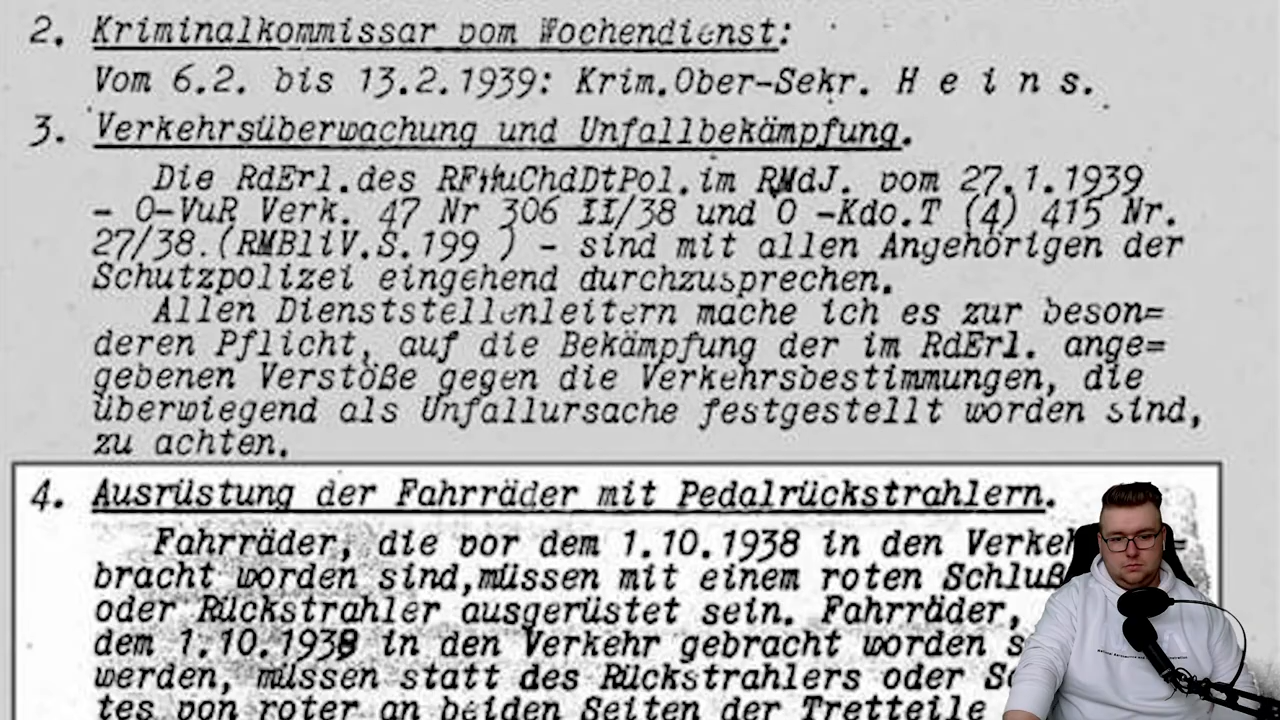 2. Kriminalkommissar vom Wochendienst:
Vom 6.2. bis 13.2.1939: Krim.Ober-Sekr. H e i n s.
3. Verkehrsüberwachung und Unfallbekämpfung.
Die RdErl.des RFHuChdDtPol.im RMdJ. vom 27.1.1939
- O-VuR Verk. 47 Nr 306 II/38 und O -Kdo.T (4) 415 Nr.
27/38.(RMBliV.S.199 ) - sind mit allen Angehörigen der
Schutzpolizei eingehend durchzusprechen.
Allen Dienststellenleitern mache ich es zur beson=
deren Pflicht, auf die Bekämpfung der im RdErl. ange=
gebenen Verstöße gegen die Verkehrsbestimmungen, die
überwiegend als Unfallursache festgestellt worden sind,
zu achten.
4. Ausrüstung der Fahrräder mit Pedalrückstrahlern.
Fahrräder, die vor dem 1.10.1938 in den Verkeh
bracht worden sind,müssen mit einem roten Schluß
oder Rückstrahler ausgerüstet sein. Fahrräder,
dem 1.10.1938 in den Verkehr gebracht worden s
werden, müssen statt des Rückstrahlers oder Sc
tes von roter an beiden Seiten der Tretteile